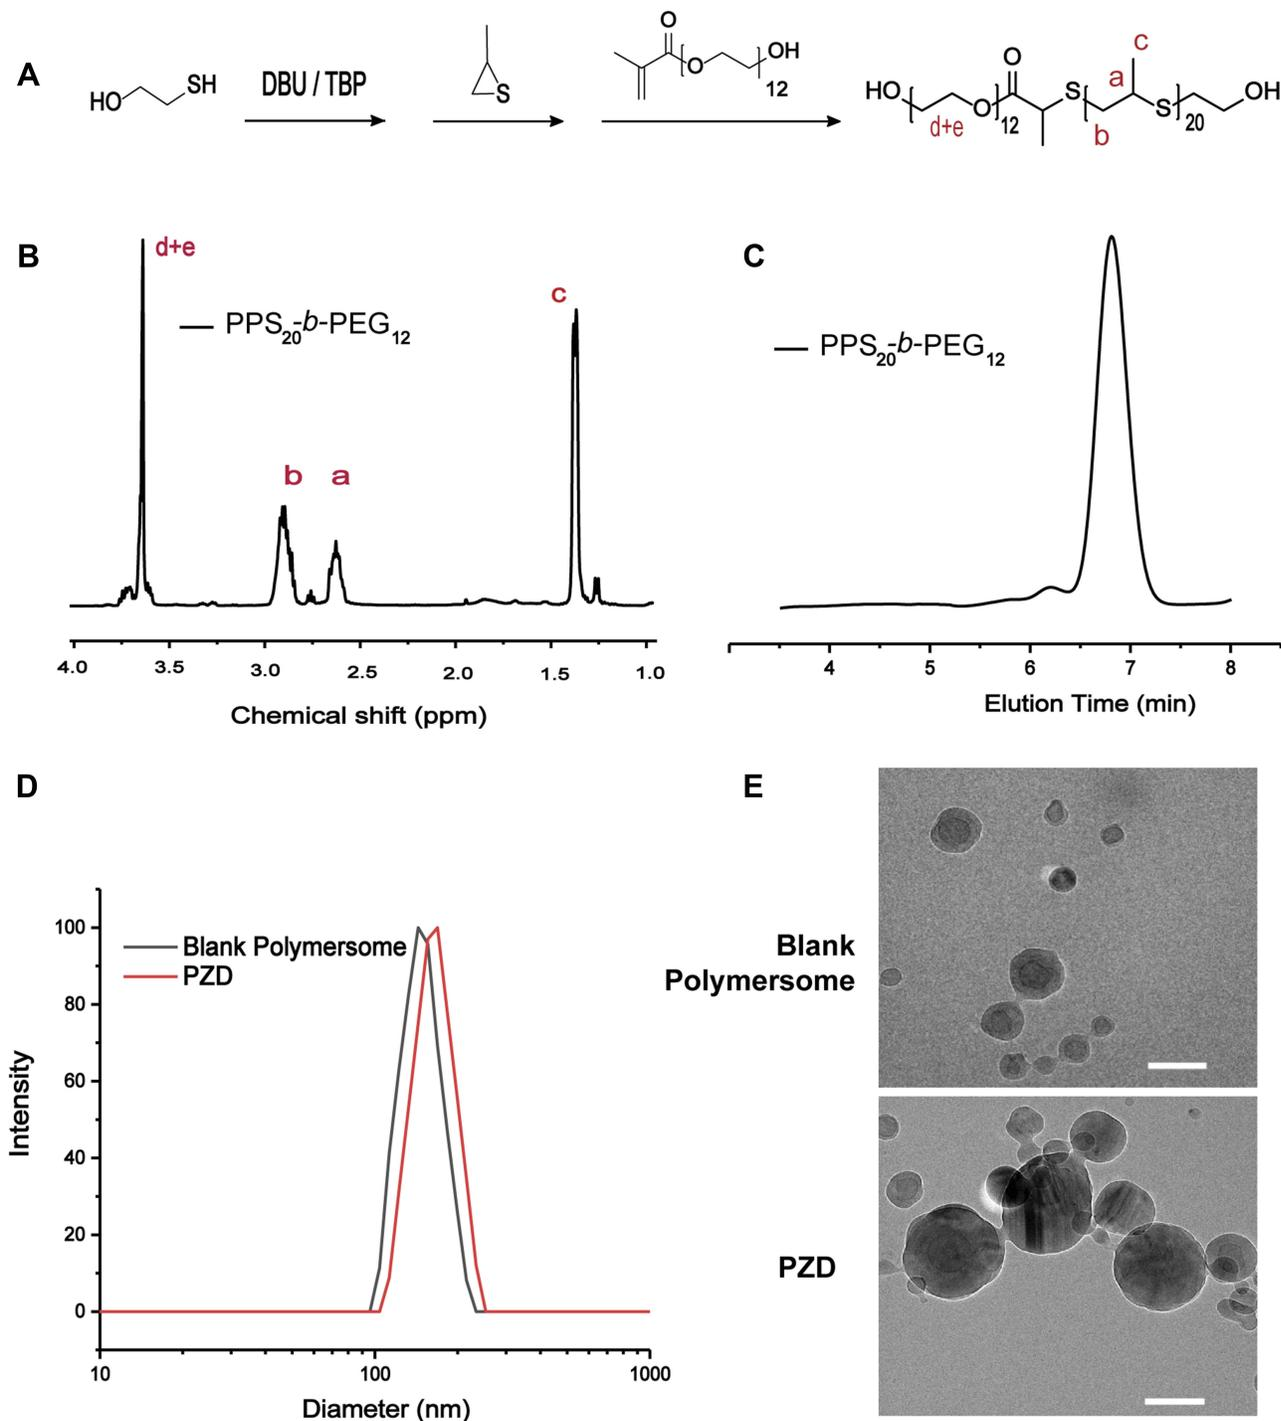 A
HO
SH
DBU / TBP
S
O
O
OH
12
HO
d+e
O
12
O
S
b
a
c
S
20
OH
B
d+e
PPS20-b-PEG12
b
a
c
4.0 3.5 3.0 2.5 2.0 1.5 1.0
Chemical shift (ppm)
C
PPS20-b-PEG12
4 5 6 7 8
Elution Time (min)
D
Blank Polymersome
PZD
100
80
60
40
20
0
Intensity
10 100 1000
Diameter (nm)
E
Blank
Polymersome
PZD